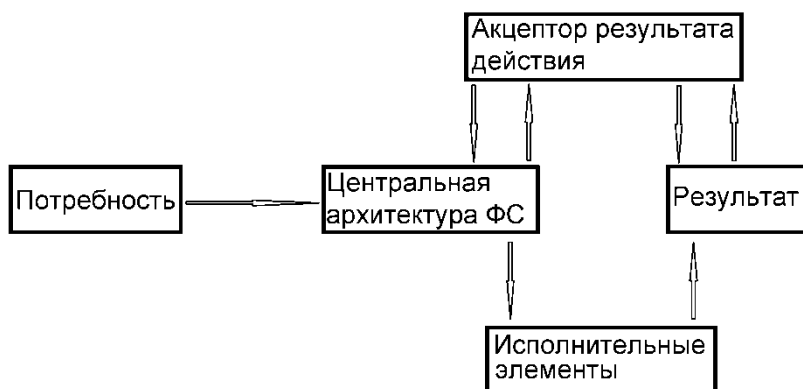 Акцептор результата
действия
Потребность
Центральная
архитектура ФС
Результат
Исполнительные
элементы